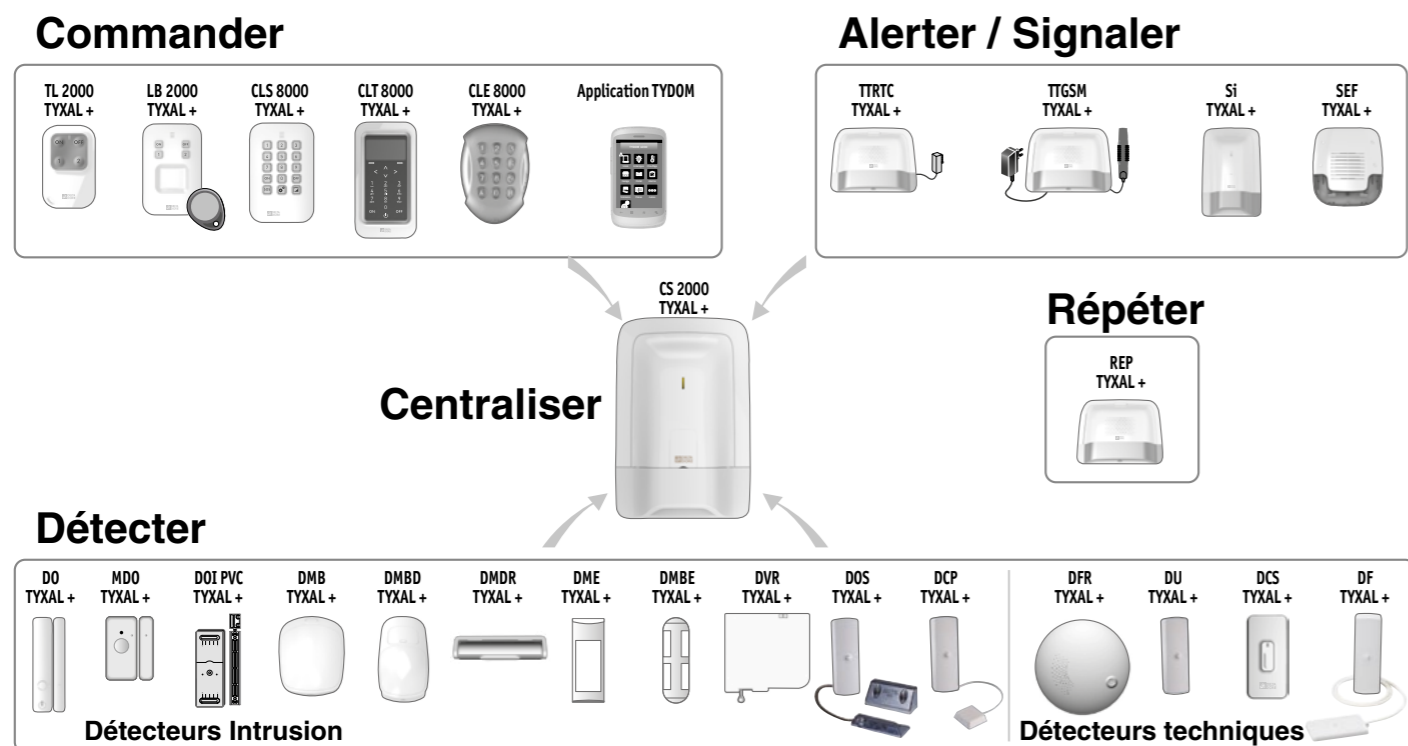 Commander
Alerter / Signaler
TL 2000
TYXAL +
LB 2000
TYXAL +
CLS 8000
TYXAL +
CLT 8000
TYXAL +
CLE 8000
TYXAL +
Application TYDOM
TTRTC
TYXAL +
TTGSM
TYXAL +
Si
TYXAL +
SEF
TYXAL +
CS 2000
TYXAL +
Centraliser
Répéter
REP
TYXAL +
Détecter
DO
TYXAL +
MDO
TYXAL +
DOI PVC
TYXAL +
DMB
TYXAL +
DMBD
TYXAL +
DMDR
TYXAL +
DME
TYXAL +
DMBE
TYXAL +
DVR
TYXAL +
DOS
TYXAL +
DCP
TYXAL +
DFR
TYXAL +
DU
TYXAL +
DCS
TYXAL +
DF
TYXAL +
Détecteurs Intrusion
Détecteurs techniques